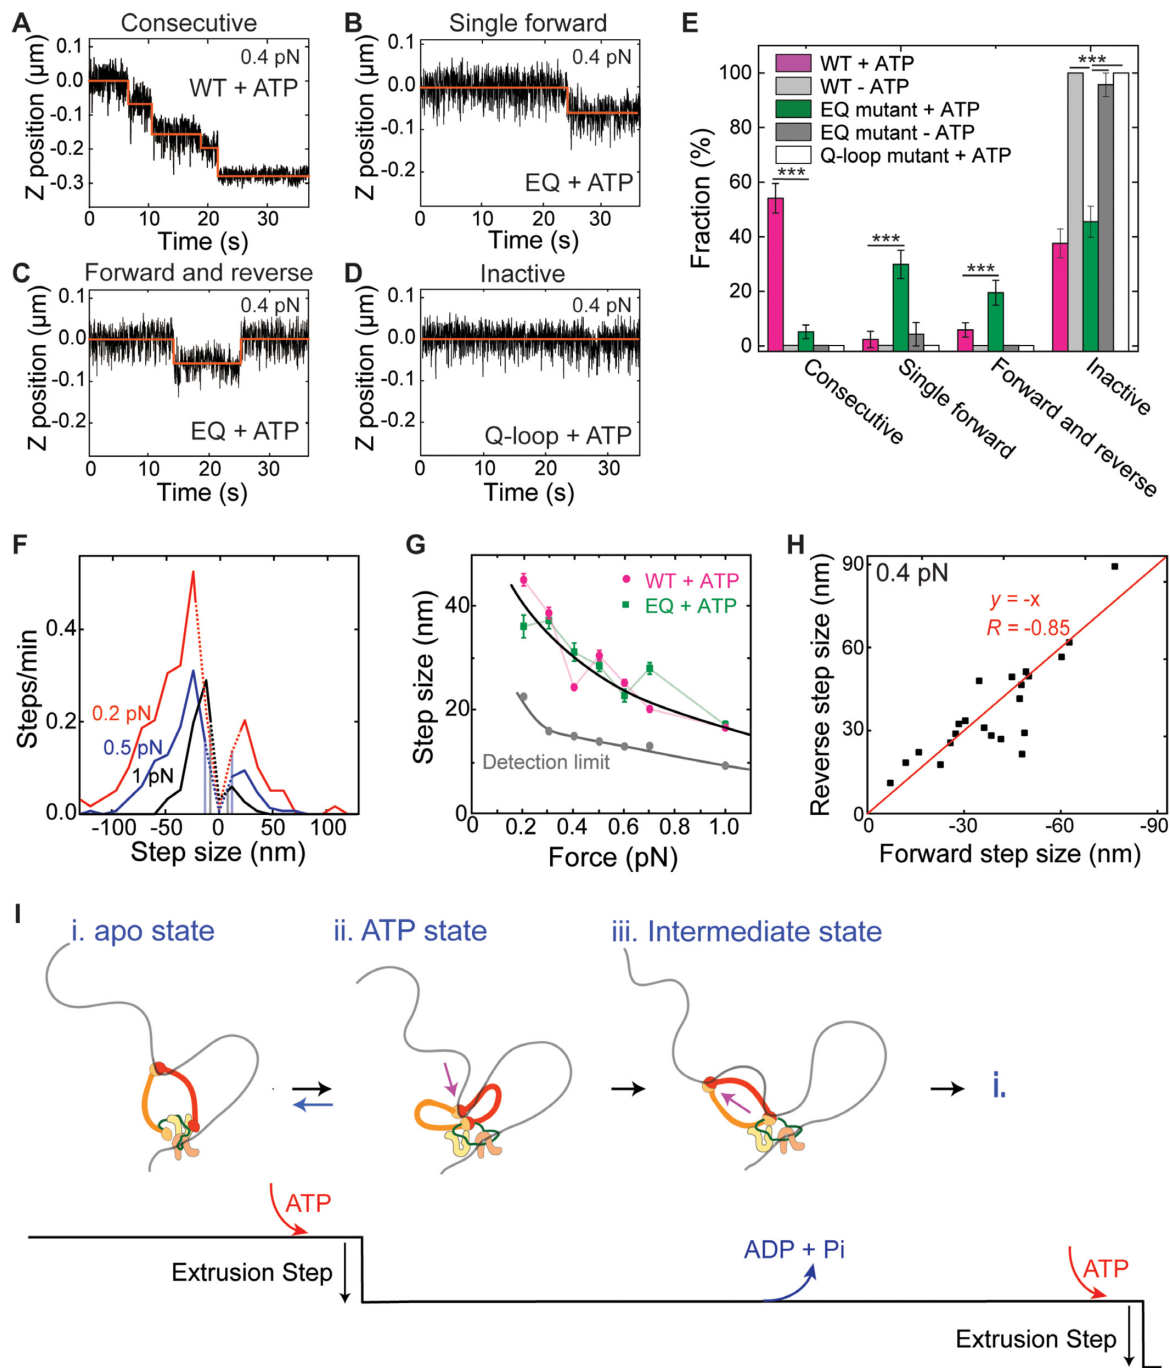 A Consecutive
0.4 pN
WT + ATP
Z position (μm)
0.1
0.0
-0.1
-0.2
-0.3
0 10 20 30
Time (s)
B Single forward
0.4 pN
EQ + ATP
Z position (μm)
0.1
0.0
-0.1
-0.2
0 10 20 30
Time (s)
C Forward and reverse
0.4 pN
EQ + ATP
Z position (μm)
0.1
0.0
-0.1
-0.2
0 10 20 30
Time (s)
D Inactive
0.4 pN
Q-loop + ATP
Z position (μm)
0.1
0.0
-0.1
-0.2
0 10 20 30
Time (s)
E
WT + ATP
WT - ATP
EQ mutant + ATP
EQ mutant - ATP
Q-loop mutant + ATP
***
***
***
***
Fraction (%)
100
80
60
40
20
0
Consecutive
Single forward
Forward and reverse
Inactive
F
Steps/min
0.4
0.2
0.0
0.2 pN
0.5 pN
1 pN
-100 -50 0 50 100
Step size (nm)
G
WT + ATP
EQ + ATP
Detection limit
Step size (nm)
40
20
0
0.2 0.4 0.6 0.8 1.0
Force (pN)
H
0.4 pN
y = -x
R = -0.85
Reverse step size (nm)
90
60
30
0
0 -30 -60 -90
Forward step size (nm)
I
i. apo state
ii. ATP state
iii. Intermediate state
i.
ATP
Extrusion Step
ADP + Pi
ATP
Extrusion Step